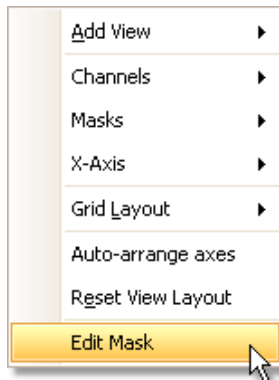 Add View
Channels
Masks
X-Axis
Grid Layout
Auto-arrange axes
Reset View Layout
Edit Mask